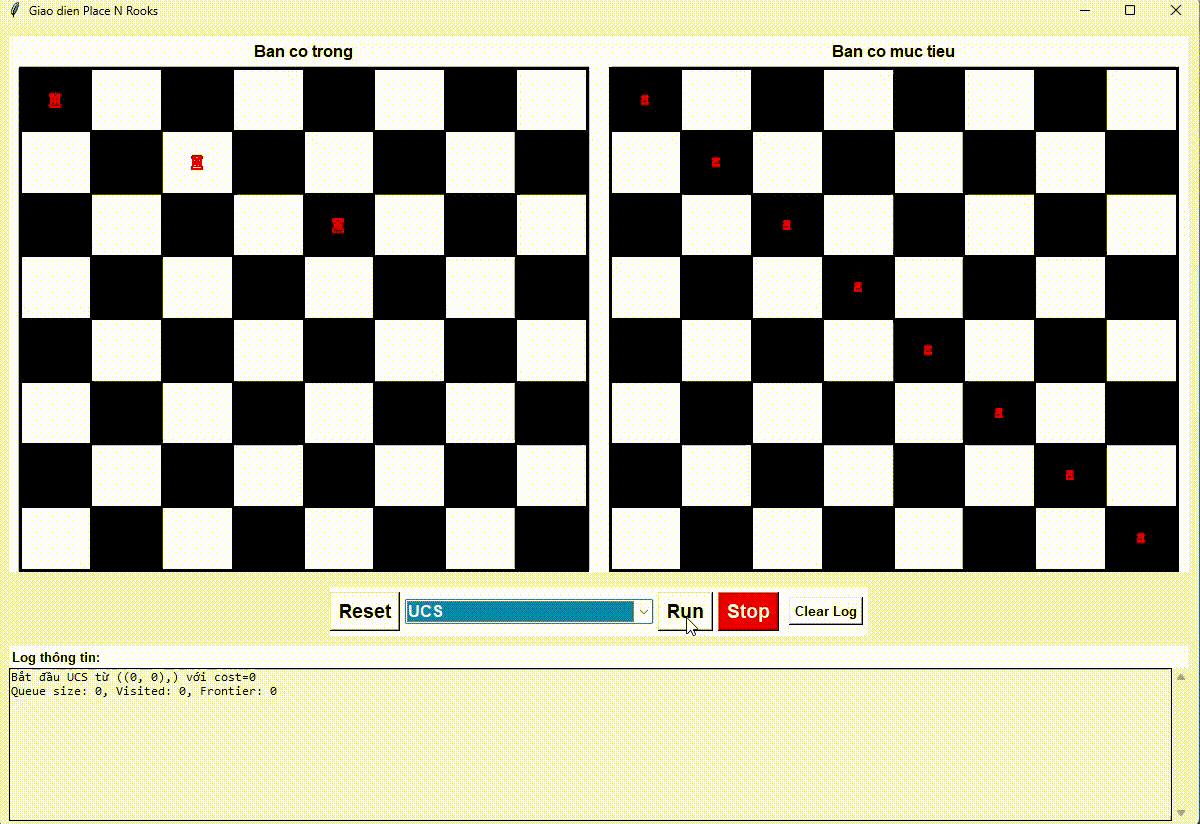 Giao dien Place N Rooks
Ban co trong
Ban co muc tieu
Reset
UCS
Run
Stop
Clear Log
Log thông tin:
Bắt đầu UCS từ ((0, 0),) với cost=0
Queue size: 0, Visited: 0, Frontier: 0